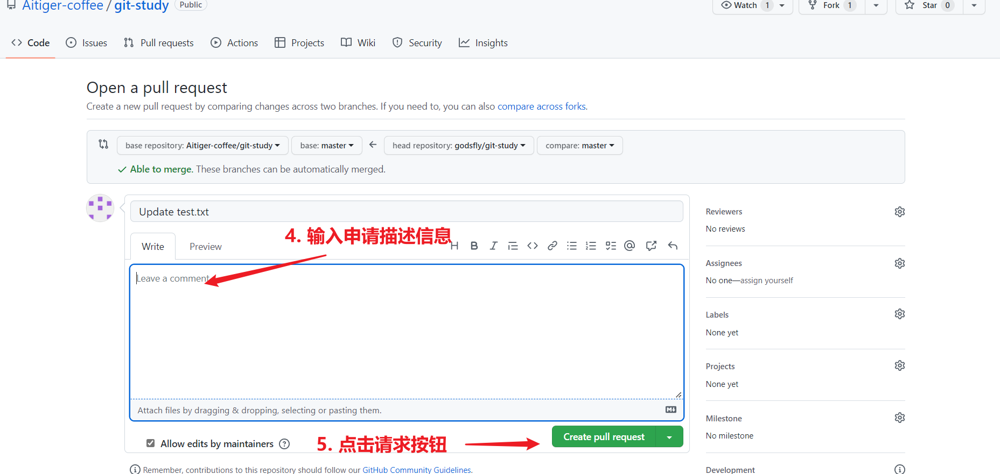 Aitiger-coffee / git-study Public Watch 1 Fork 1 Star 0
Code Issues Pull requests Actions Projects Wiki Security Insights
Open a pull request
Create a new pull request by comparing changes across two branches. If you need to, you can also compare across forks.
base repository: Aitiger-coffee/git-study base: master head repository: godsfly/git-study compare: master
Able to merge. These branches can be automatically merged.
Update test.txt
4. 输入申请描述信息
Write Preview H B I
Leave a comment
Attach files by dragging & dropping, selecting or pasting them.
Allow edits by maintainers
5. 点击请求按钮
Create pull request
Remember, contributions to this repository should follow our GitHub Community Guidelines.
Reviewers
No reviews
Assignees
No one—assign yourself
Labels
None yet
Projects
None yet
Milestone
No milestone
Development